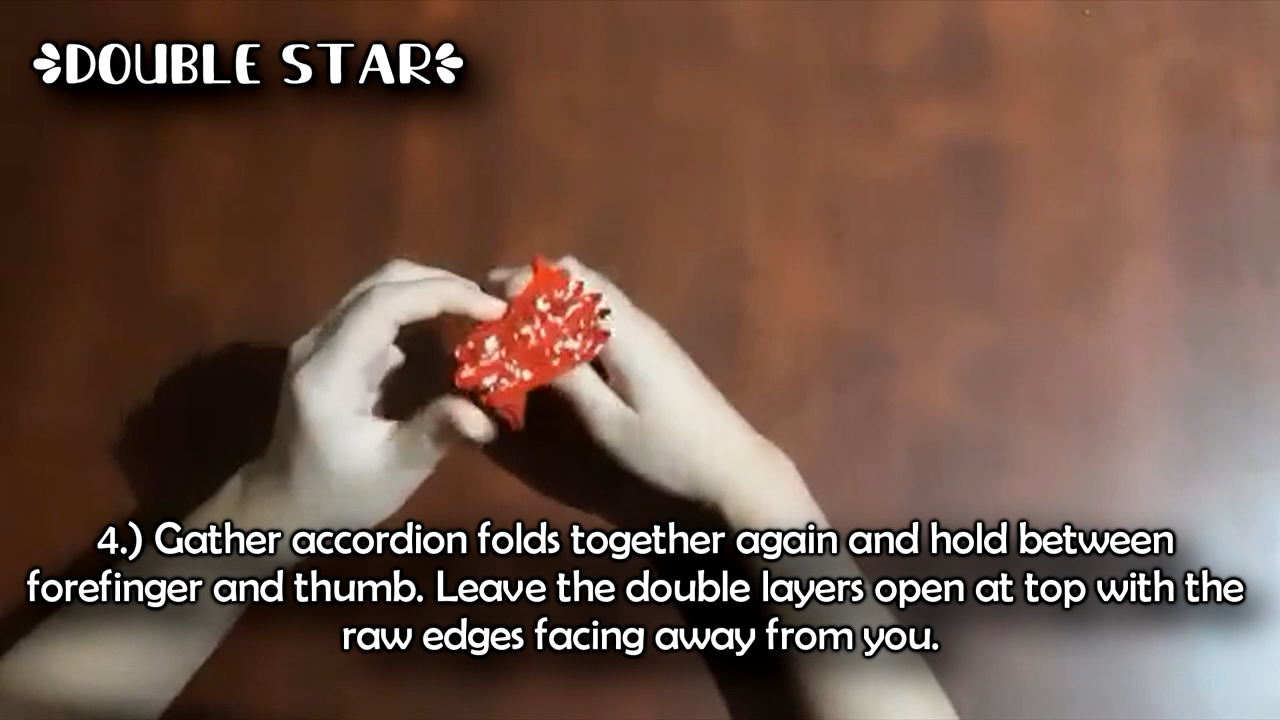 DOUBLE STAR
4.) Gather accordion folds together again and hold between
forefinger and thumb. Leave the double layers open at top with the
raw edges facing away from you.